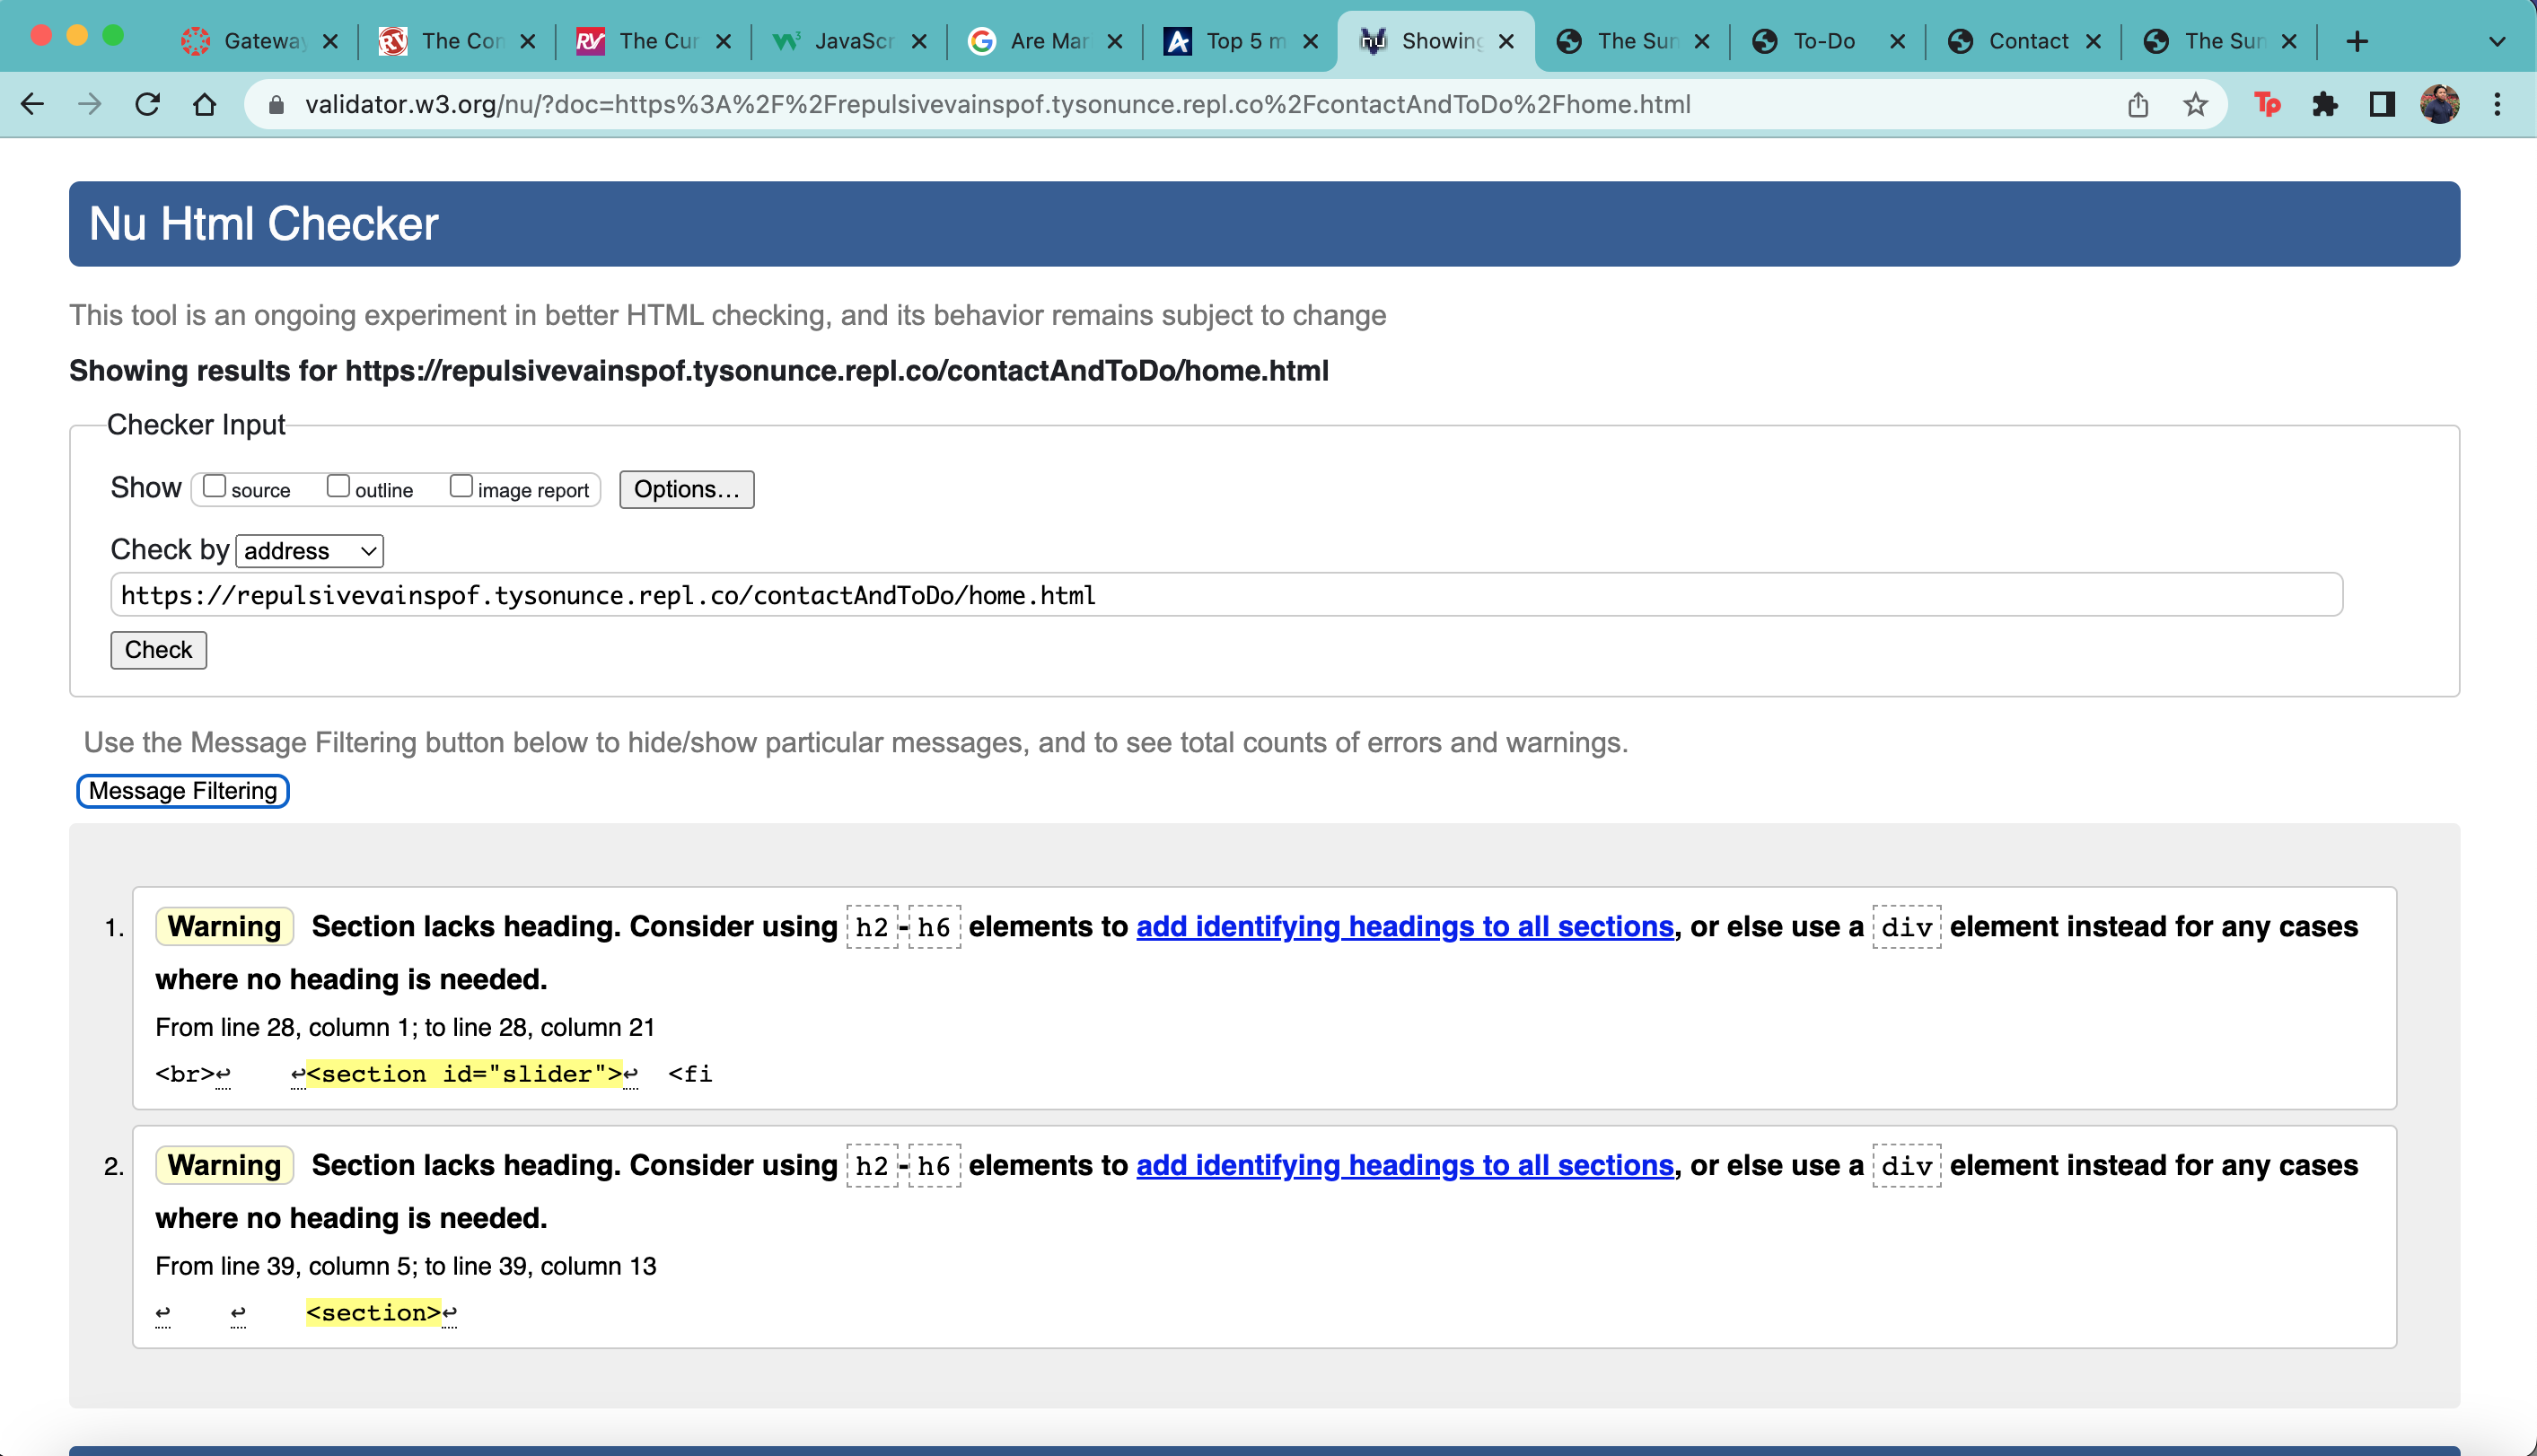 Gateway The Con The Cur JavaScr Are Mar Top 5 m Showing The Sun To-Do Contact The Sun
validator.w3.org/nu/?doc=https%3A%2F%2Frepulsivevainspof.tysonunce.repl.co%2FcontactAndToDo%2Fhome.html
Nu Html Checker
This tool is an ongoing experiment in better HTML checking, and its behavior remains subject to change
Showing results for https://repulsivevainspof.tysonunce.repl.co/contactAndToDo/home.html
Checker Input
Show source outline image report Options...
Check by address
https://repulsivevainspof.tysonunce.repl.co/contactAndToDo/home.html
Check
Use the Message Filtering button below to hide/show particular messages, and to see total counts of errors and warnings.
Message Filtering
1. Warning Section lacks heading. Consider using h2-h6 elements to add identifying headings to all sections, or else use a div element instead for any cases
where no heading is needed.
From line 28, column 1; to line 28, column 21
<br>↩ ↩<section id="slider">↩ <fi
2. Warning Section lacks heading. Consider using h2-h6 elements to add identifying headings to all sections, or else use a div element instead for any cases
where no heading is needed.
From line 39, column 5; to line 39, column 13
↩ ↩ <section>↩